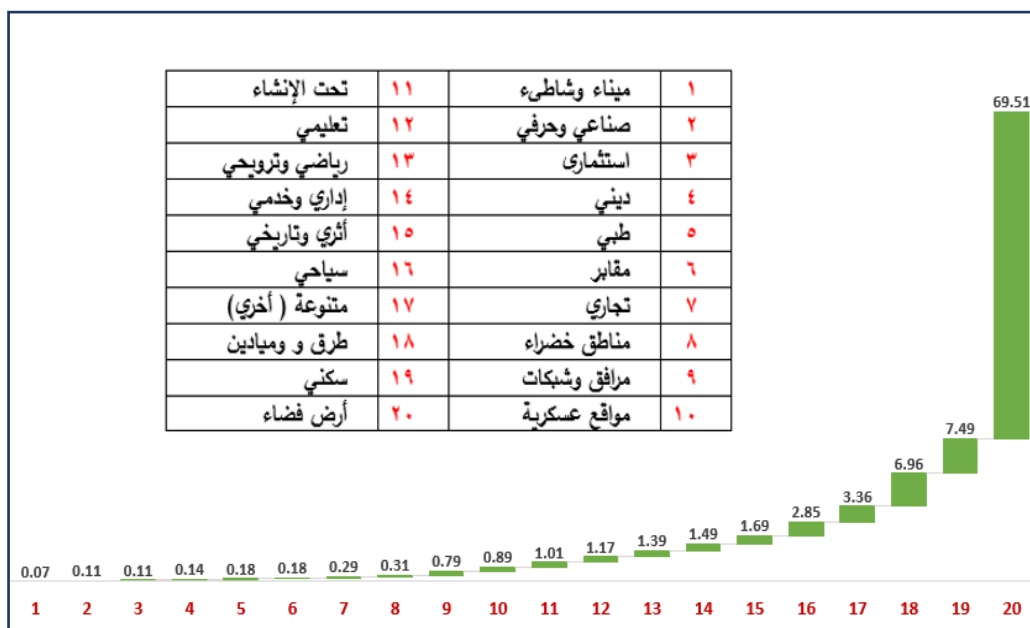 ١ ميناء وشاطىء ١١ تحت الإنشاء
٢ صناعي وحرفي ١٢ تعليمي
٣ استثمارى ١٣ رياضي وترويحي
٤ ديني ١٤ إداري وخدمي
٥ طبي ١٥ أثري وتاريخي
٦ مقابر ١٦ سياحي
٧ تجاري ١٧ متنوعة ( أخري)
٨ مناطق خضراء ١٨ طرق و وميادين
٩ مرافق وشبكات ١٩ سكني
١٠ مواقع عسكرية ٢٠ أرض فضاء
0.07 0.11 0.11 0.14 0.18 0.18 0.29 0.31 0.79 0.89 1.01 1.17 1.39 1.49 1.69 2.85 3.36 6.96 7.49 69.51
1 2 3 4 5 6 7 8 9 10 11 12 13 14 15 16 17 18 19 20